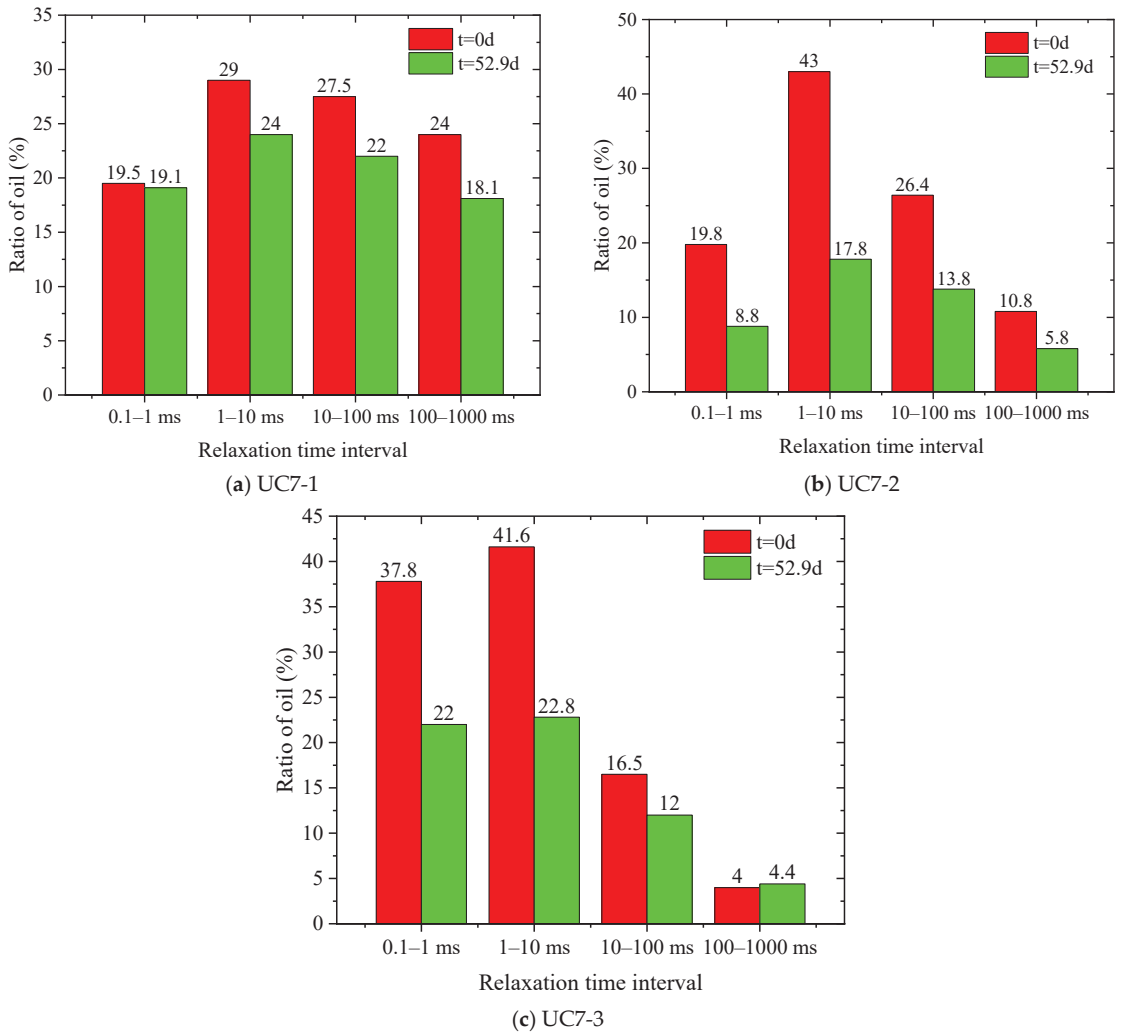 35
30
25
20
15
10
5
0
Ratio of oil (%)
t=0d
t=52.9d
19.5
19.1
29
24
27.5
22
24
18.1
0.1–1 ms
1–10 ms
10–100 ms
100–1000 ms
Relaxation time interval
(a) UC7-1
50
40
30
20
10
0
Ratio of oil (%)
t=0d
t=52.9d
19.8
8.8
43
17.8
26.4
13.8
10.8
5.8
0.1–1 ms
1–10 ms
10–100 ms
100–1000 ms
Relaxation time interval
(b) UC7-2
45
40
35
30
25
20
15
10
5
0
Ratio of oil (%)
t=0d
t=52.9d
37.8
22
41.6
22.8
16.5
12
4
4.4
0.1–1 ms
1–10 ms
10–100 ms
100–1000 ms
Relaxation time interval
(c) UC7-3